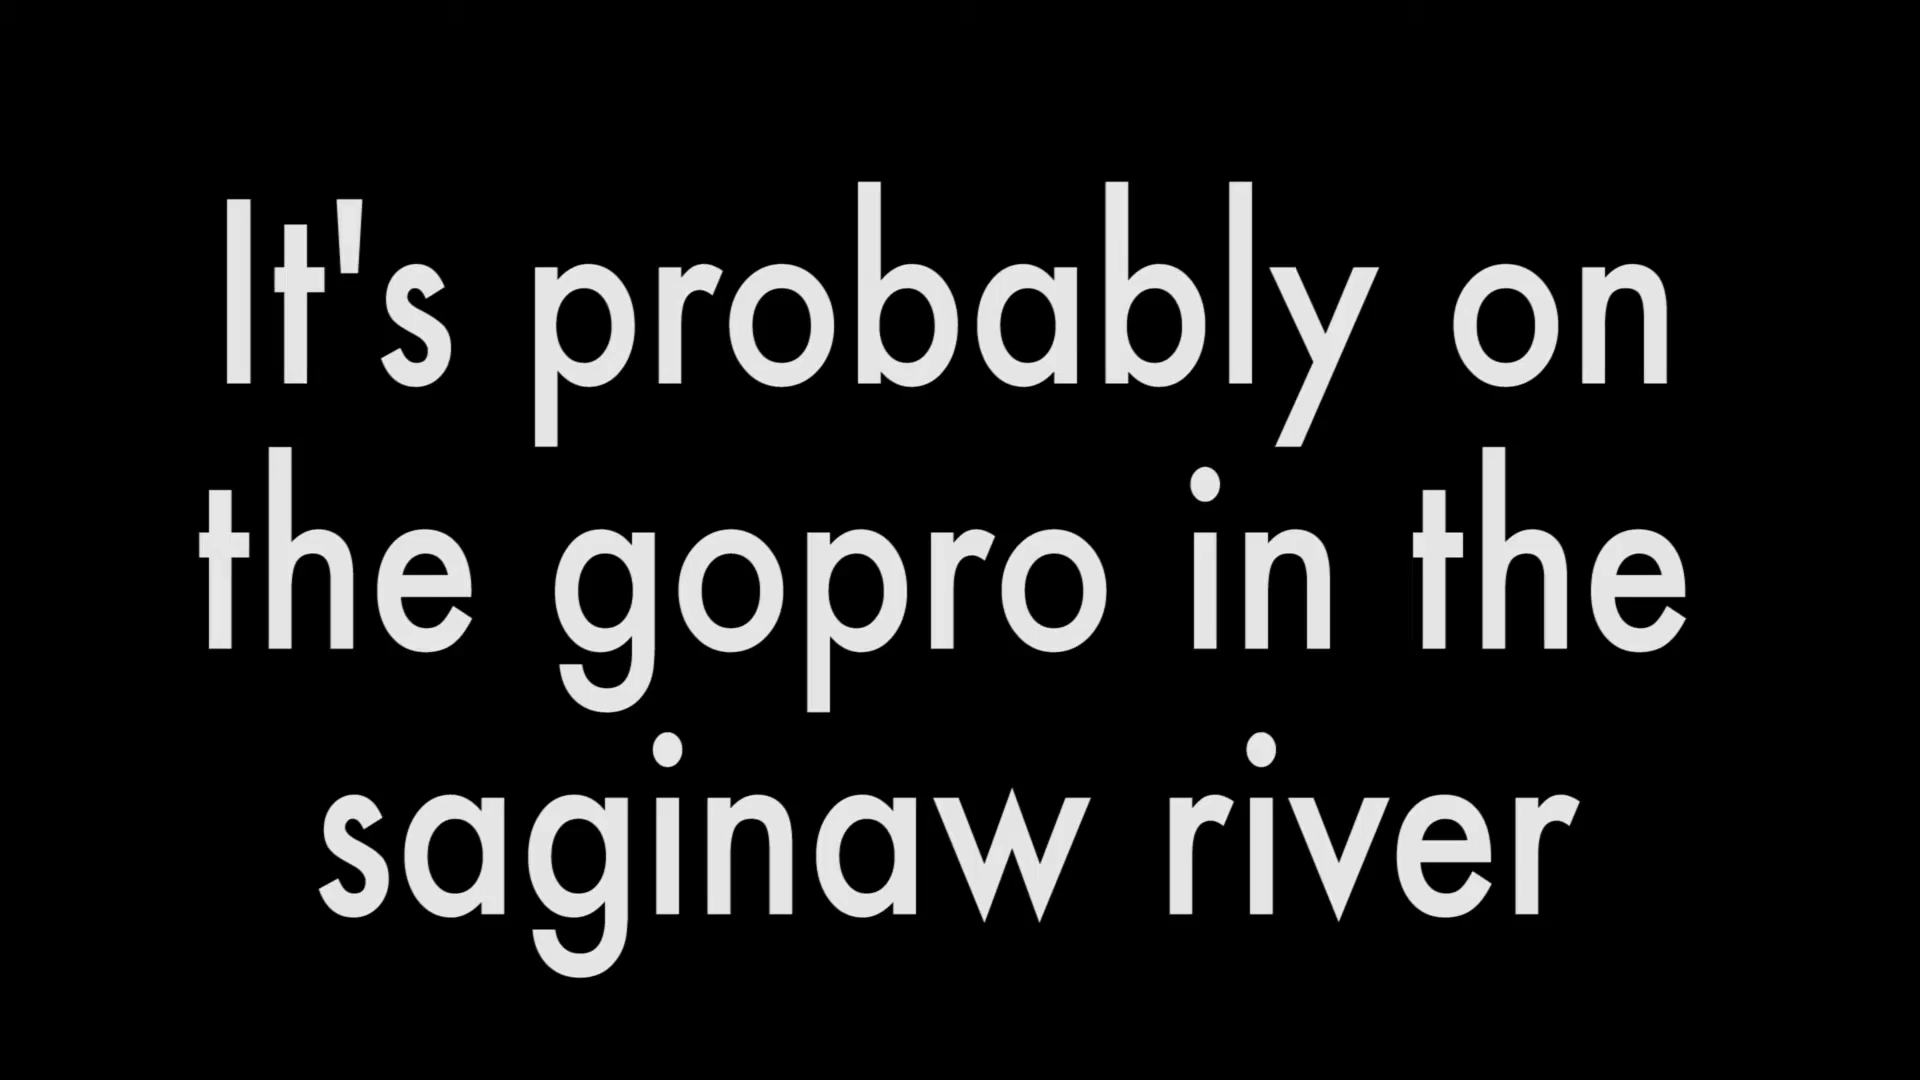 It's probably on
the gopro in the
saginaw river